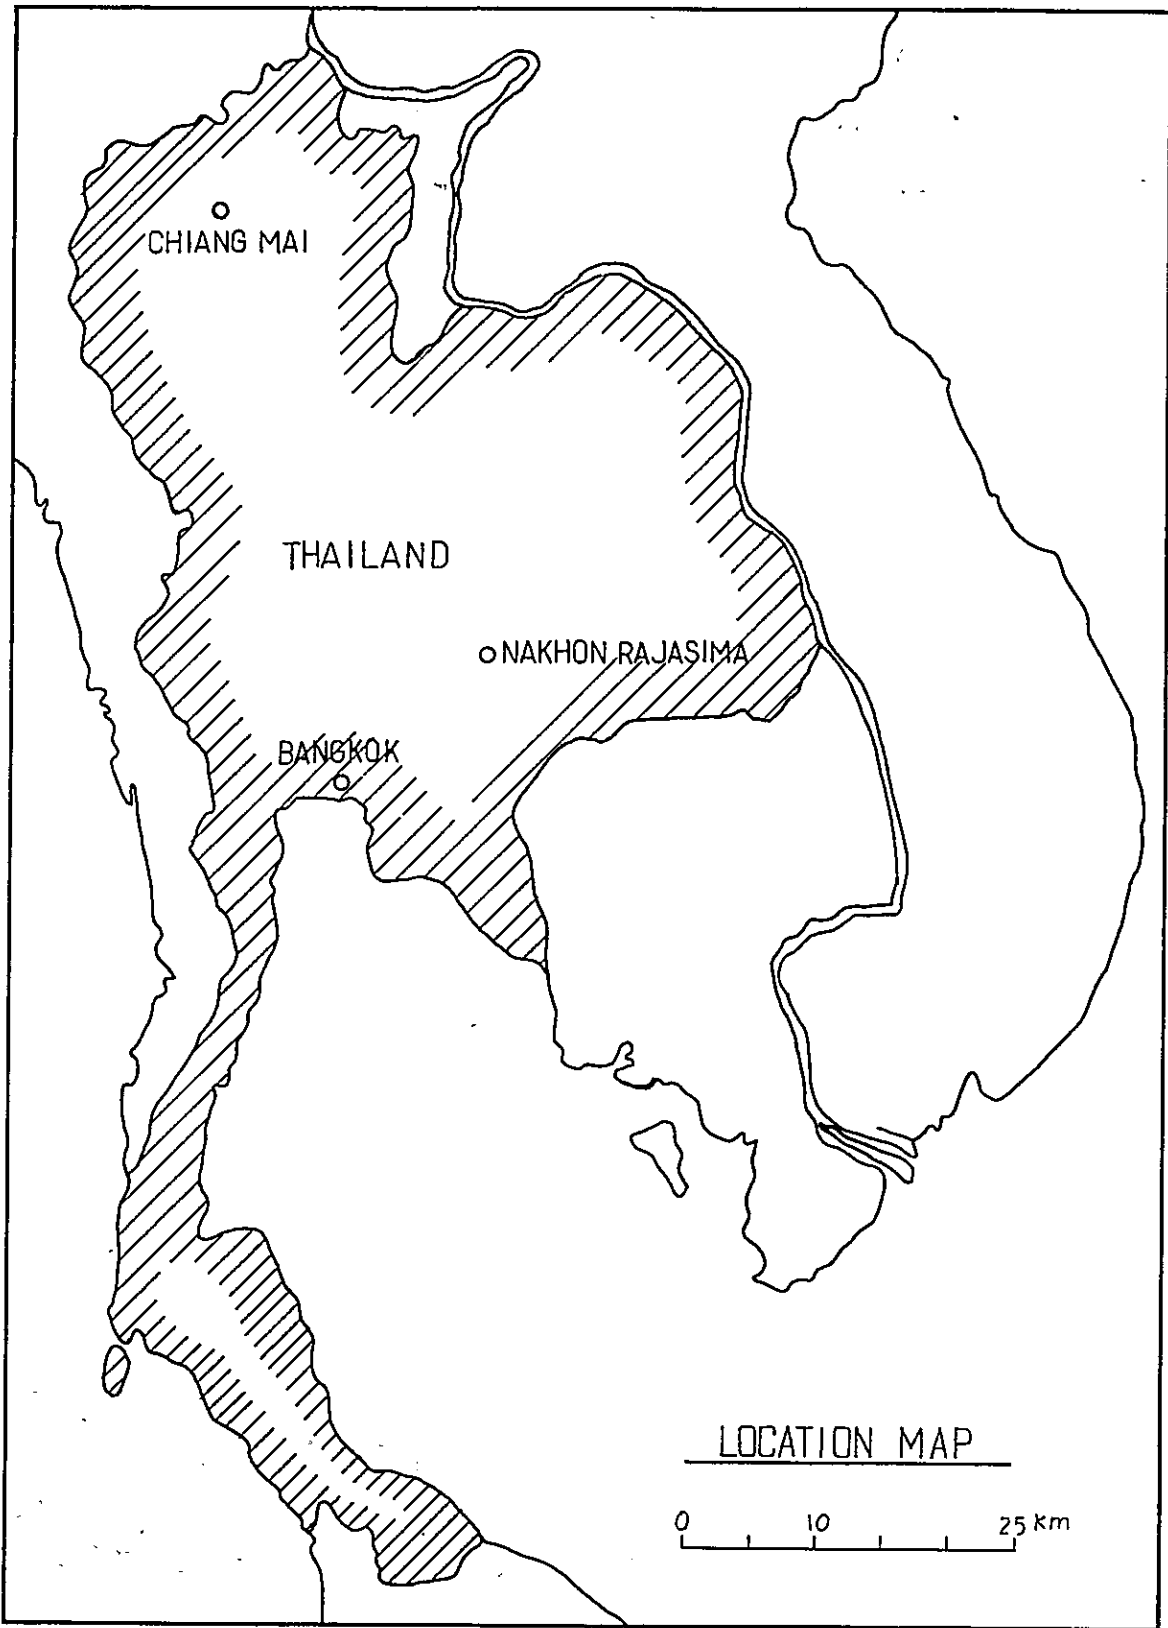 CHIANG MAI
THAILAND
NAKHON RAJASIMA
BANGKOK
LOCATION MAP
0 10 25 km